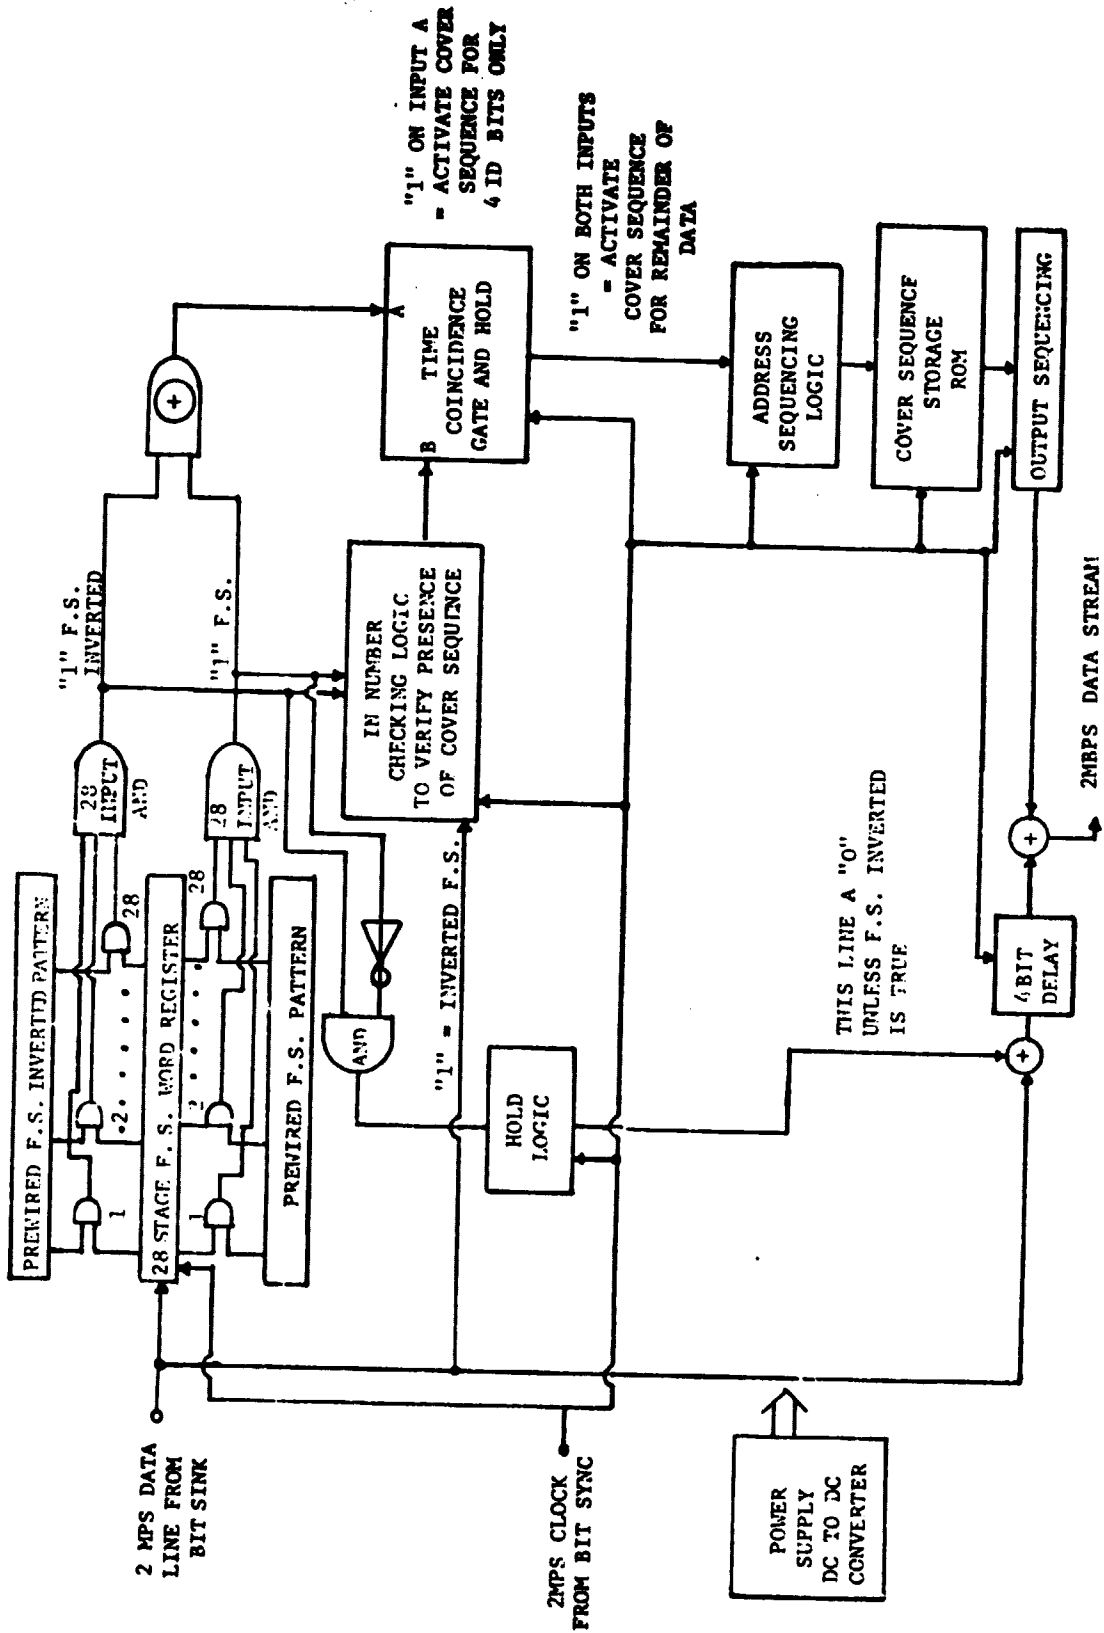 "1" ON INPUT A
= ACTIVATE COVER
SEQUENCE FOR
4 ID BITS ONLY
"1" ON BOTH INPUTS
= ACTIVATE
COVER SEQUENCE
FOR REMAINDER OF
DATA
"1" F.S.
INVERTED
"1" F.S.
A
B
TIME
COINCIDENCE
GATE AND HOLD
ADDRESS
SEQUENCING
LOGIC
COVER SEQUENCE
STORAGE
ROM
OUTPUT SEQUENCING
IN NUMBER
CHECKING LOGIC
TO VERIFY PRESENCE
OF COVER SEQUENCE
28
INPUT
AND
28
INPUT
AND
PREWIRED F.S. INVERTED PATTERN
1
2
28
28 STAGE F.S. WORD REGISTER
1
2
28
PREWIRED F.S. PATTERN
AND
"1" = INVERTED F.S.
HOLD
LOGIC
THIS LINE A "0"
UNLESS F.S. INVERTED
IS TRUE
4 BIT
DELAY
2MBPS DATA STREAM
2 MPS DATA
LINE FROM
BIT SINK
2MPS CLOCK
FROM BIT SYNC
POWER
SUPPLY
DC TO DC
CONVERTER